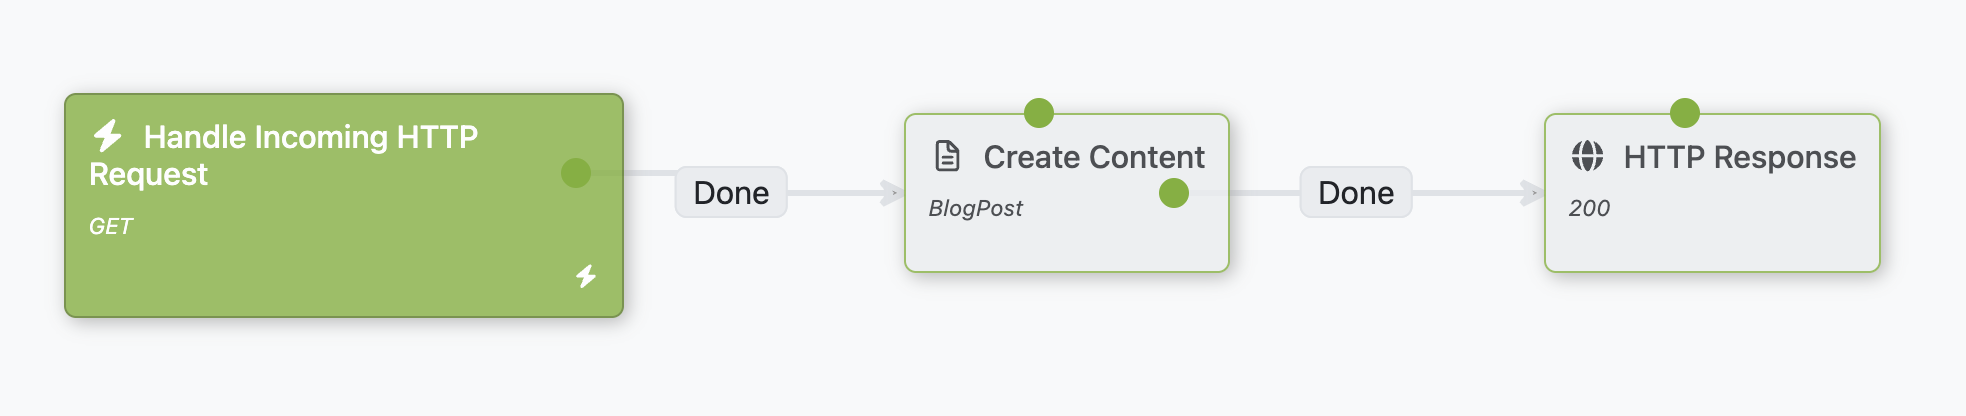 Handle Incoming HTTP
Request
GET
Done
Create Content
BlogPost
Done
HTTP Response
200